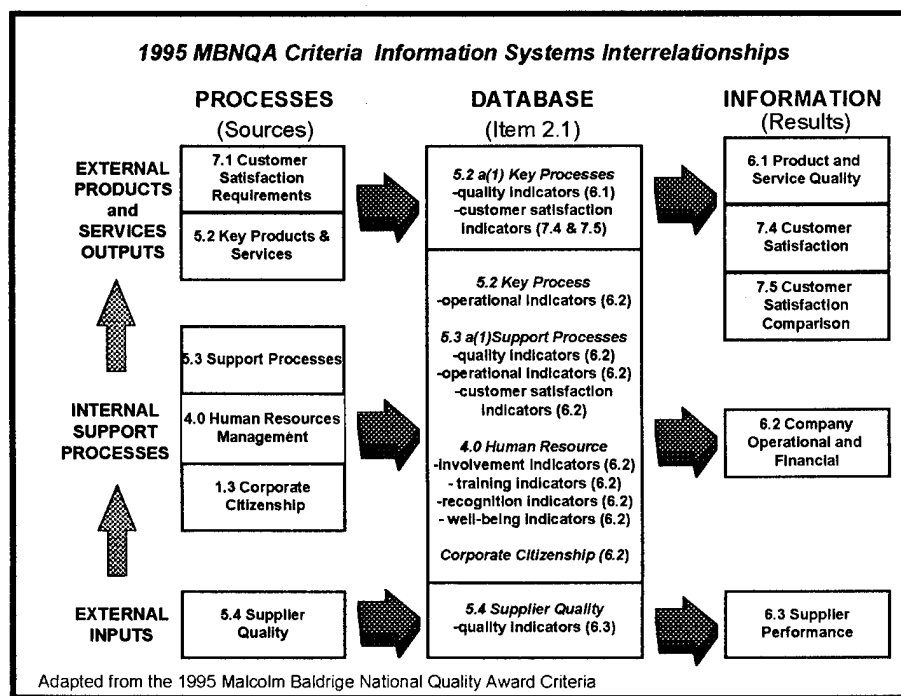 1995 MBNQA Criteria Information Systems Interrelationships
PROCESSES
(Sources)
DATABASE
(Item 2.1)
INFORMATION
(Results)
EXTERNAL
PRODUCTS
and
SERVICES
OUTPUTS
7.1 Customer
Satisfaction
Requirements
5.2 Key Products &
Services
5.2 a(1) Key Processes
-quality indicators (6.1)
-customer satisfaction
indicators (7.4 & 7.5)
6.1 Product and
Service Quality
7.4 Customer
Satisfaction
7.5 Customer
Satisfaction
Comparison
INTERNAL
SUPPORT
PROCESSES
5.3 Support Processes
4.0 Human Resources
Management
1.3 Corporate
Citizenship
5.2 Key Process
-operational indicators (6.2)
5.3 a(1)Support Processes
-quality indicators (6.2)
-operational indicators (6.2)
-customer satisfaction
indicators (6.2)
4.0 Human Resource
-involvement indicators (6.2)
- training indicators (6.2)
-recognition indicators (6.2)
- well-being indicators (6.2)
Corporate Citizenship (6.2)
6.2 Company
Operational and
Financial
EXTERNAL
INPUTS
5.4 Supplier
Quality
5.4 Supplier Quality
-quality indicators (6.3)
6.3 Supplier
Performance
Adapted from the 1995 Malcolm Baldrige National Quality Award Criteria